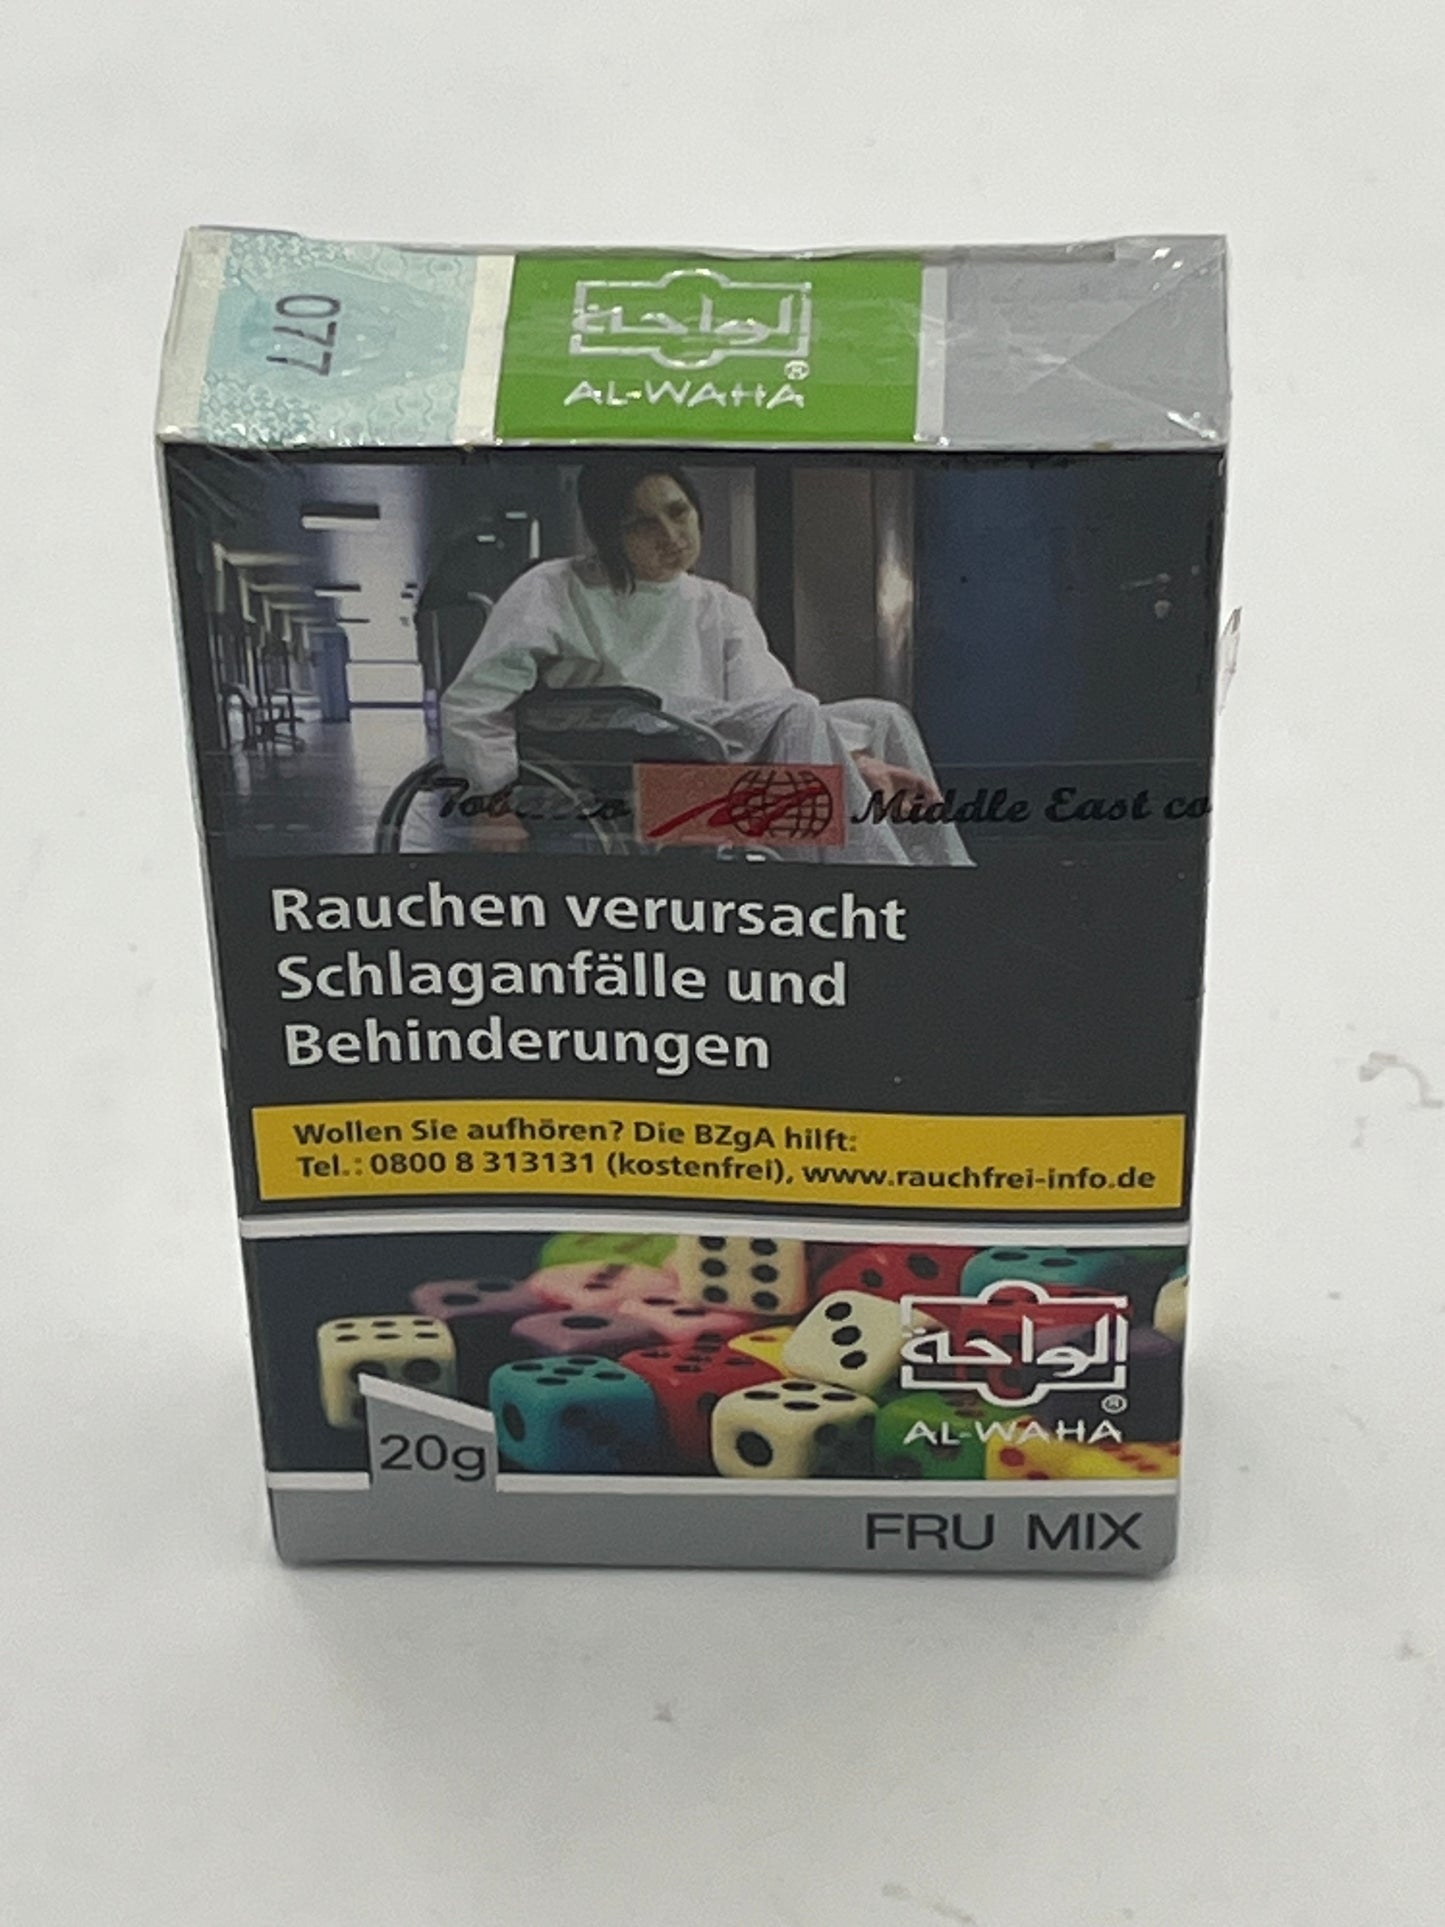 077
الواحة
®
AL-WAHA
Tobacco Middle East co
Rauchen verursacht
Schlaganfälle und
Behinderungen
Wollen Sie aufhören? Die BZgA hilft:
Tel.: 0800 8 313131 (kostenfrei), www.rauchfrei-info.de
الواحة
®
AL-WAHA
20g
FRU MIX